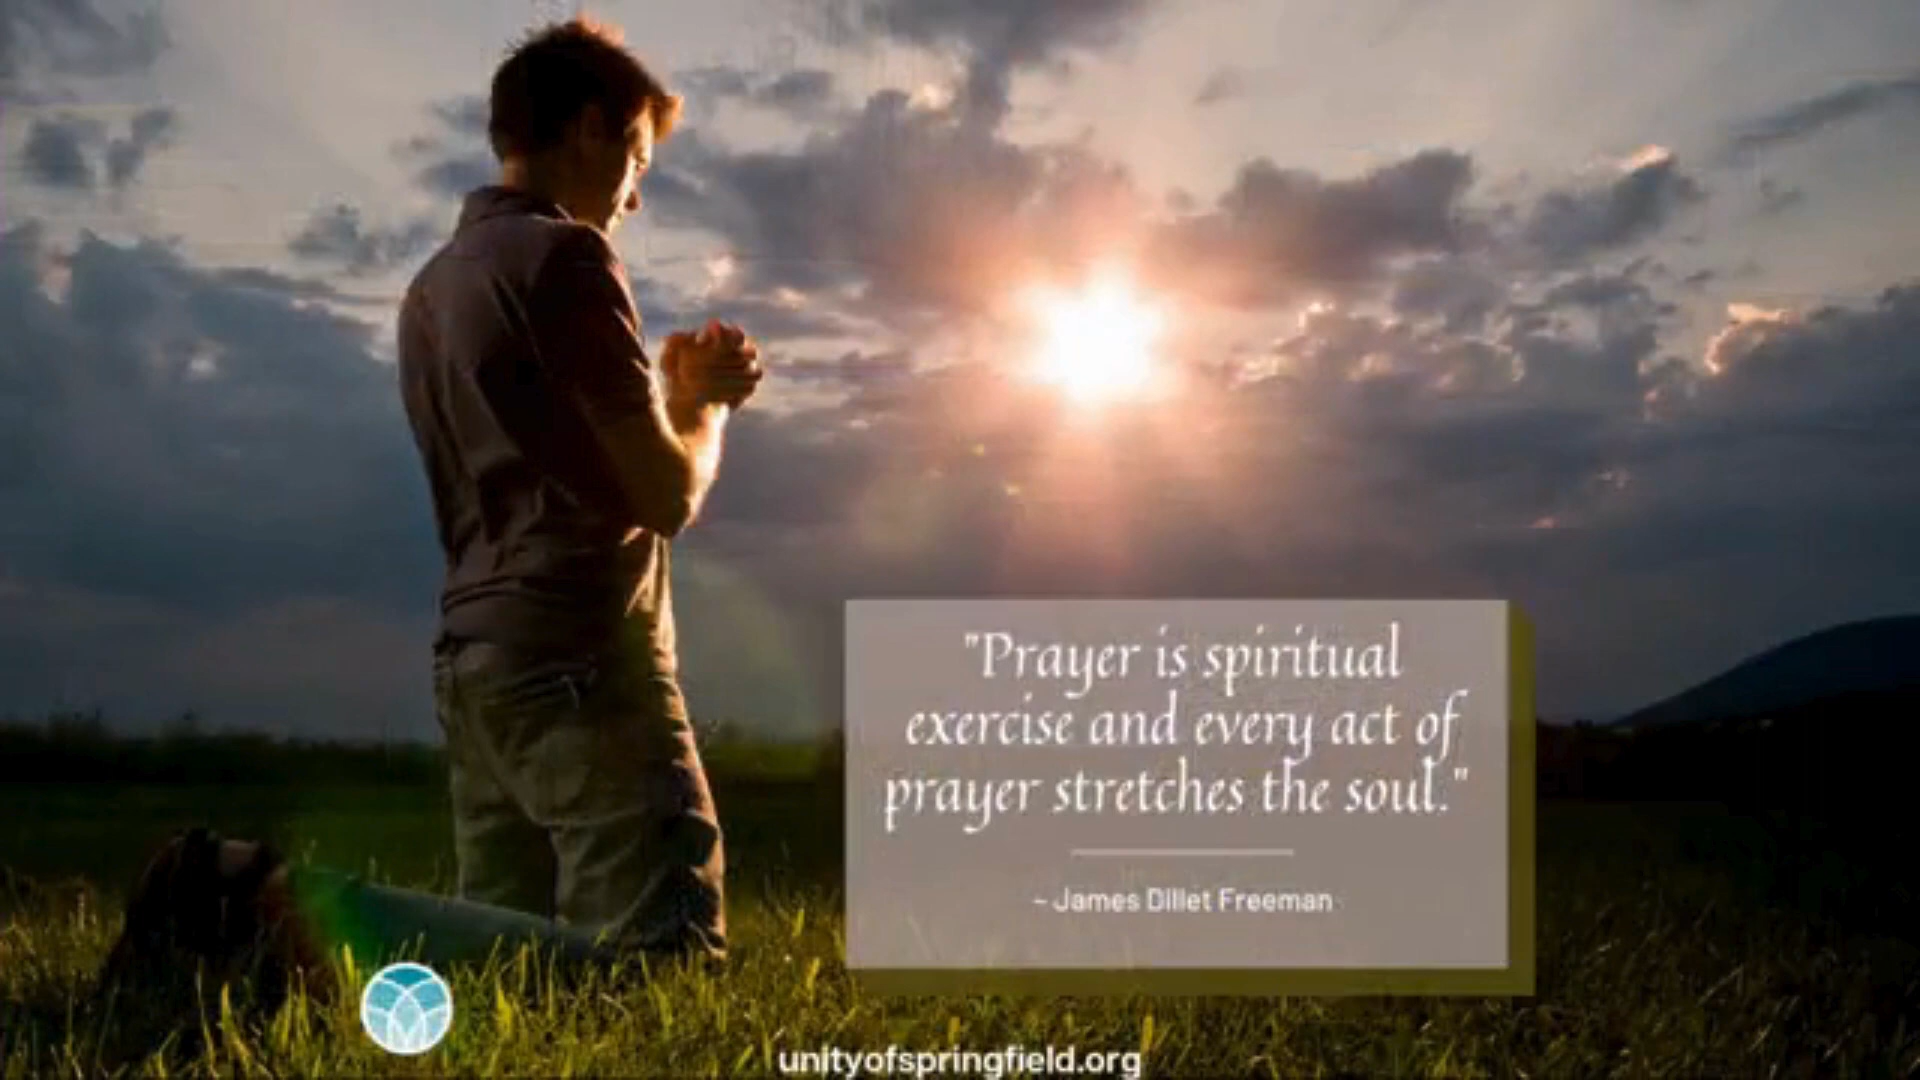 "Prayer is spiritual
exercise and every act of
prayer stretches the soul."
~ James Dillet Freeman
unityofspringfield.org